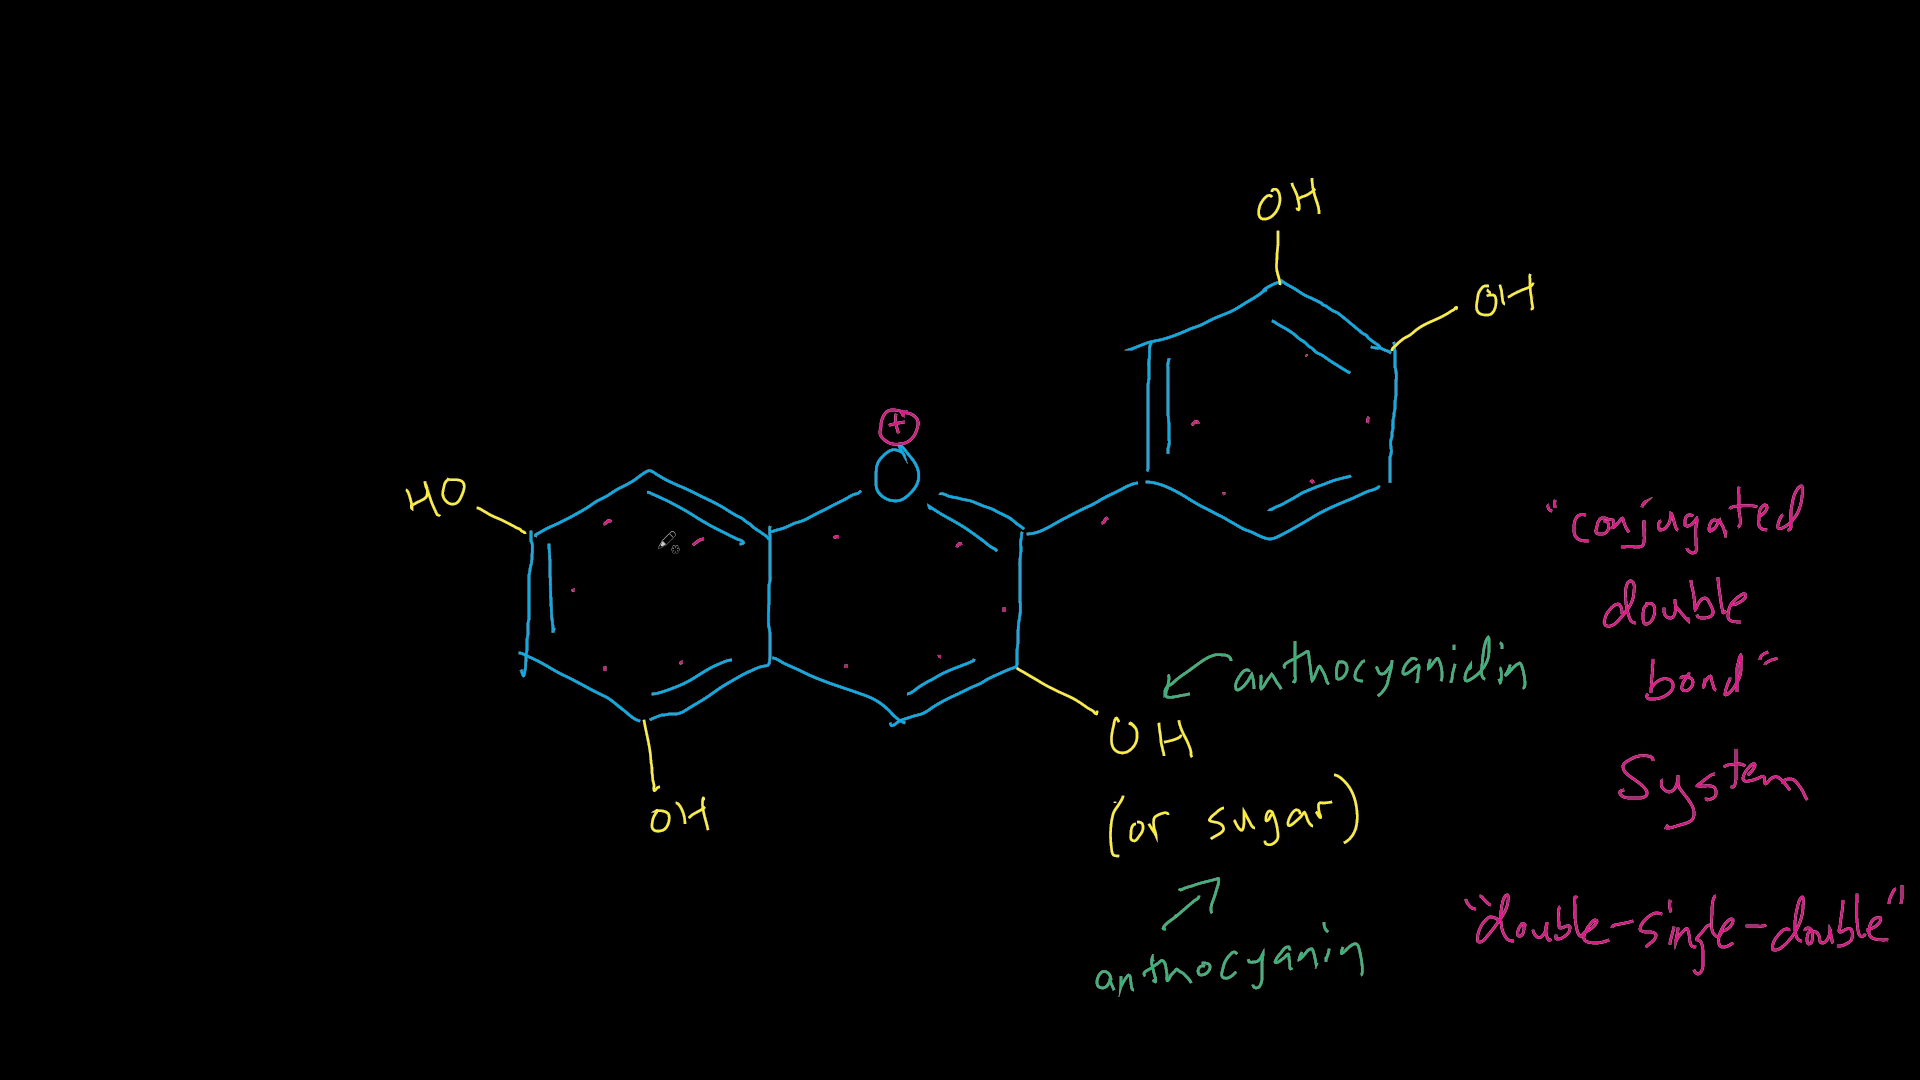 OH
OH
+
O
HO
"conjugated
double
bond"
System
anthocyanidin
OH
OH
(or sugar)
"double-single-double"
anthocyanin